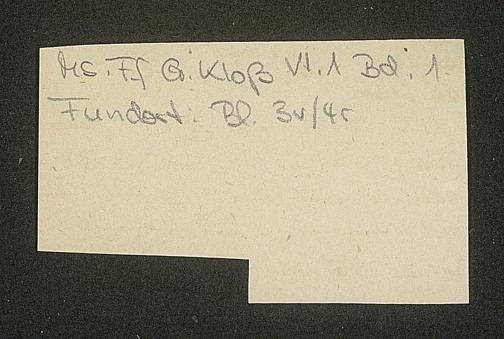 Ms. Ff G. Kloß VI.1 Bd. 1.
Fundort: Bl. 3v/4r